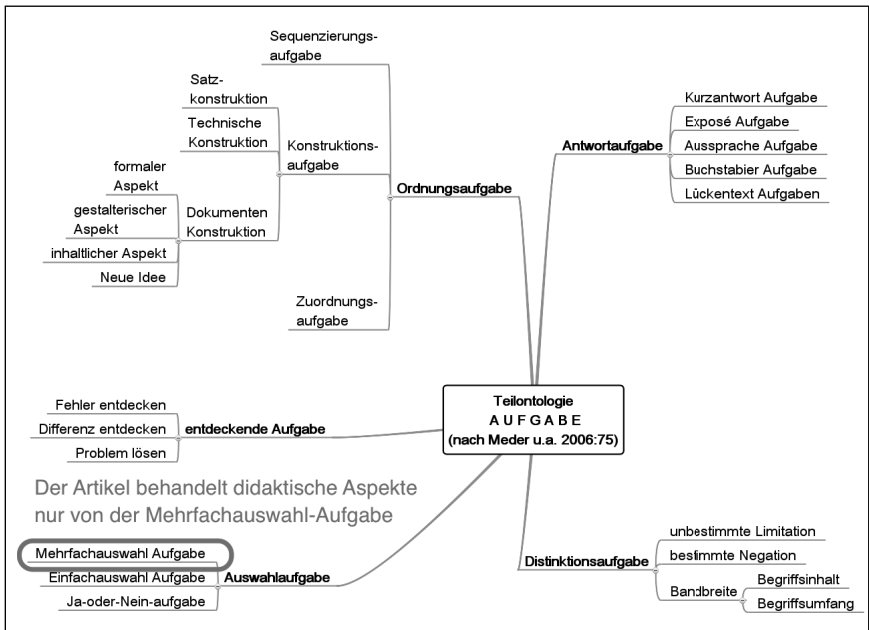 Sequenzierungs-
aufgabe
Satz-
konstruktion
Technische
Konstruktion
Konstruktions-
aufgabe
formaler
Aspekt
gestalterischer
Aspekt
Dokumenten
Konstruktion
inhaltlicher Aspekt
Neue Idee
Zuordnungs-
aufgabe
Ordnungsaufgabe
Antwortaufgabe
Kurzantwort Aufgabe
Exposé Aufgabe
Aussprache Aufgabe
Buchstabier Aufgabe
Lückentext Aufgaben
Teilontologie
A U F G A B E
(nach Meder u.a. 2006:75)
Fehler entdecken
Differenz entdecken
Problem lösen
entdeckende Aufgabe
Der Artikel behandelt didaktische Aspekte
nur von der Mehrfachauswahl-Aufgabe
Mehrfachauswahl Aufgabe
Einfachauswahl Aufgabe
Ja-oder-Nein-aufgabe
Auswahlaufgabe
Distinktionsaufgabe
unbestimmte Limitation
bestimmte Negation
Bandbreite
Begriffsinhalt
Begriffsumfang